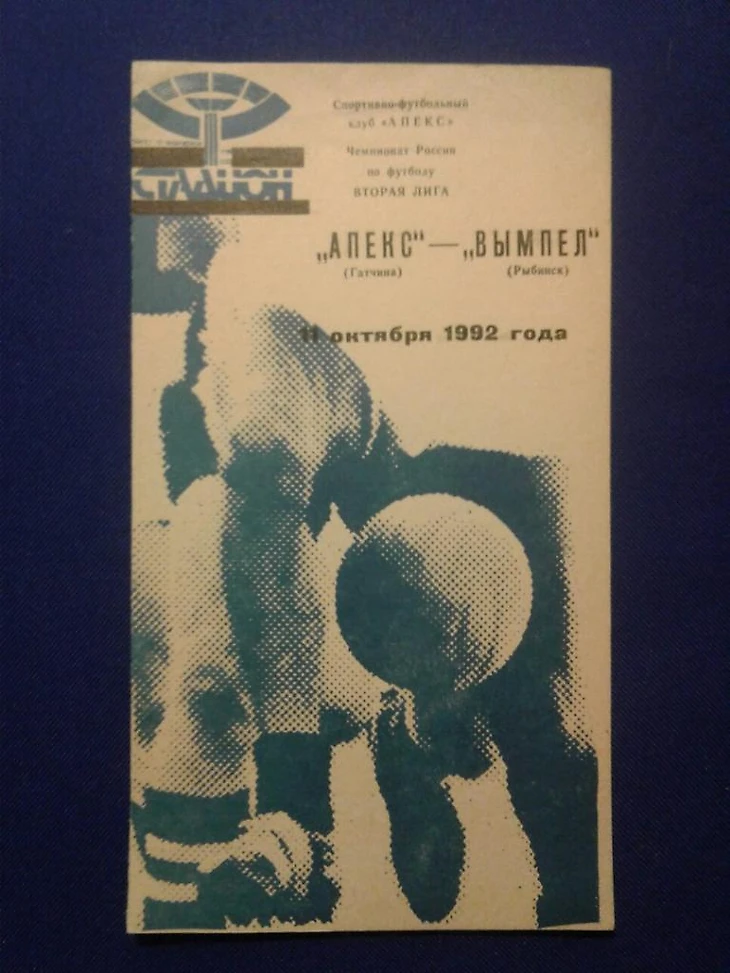 Спортивно-футбольный
клуб «АПЕКС»
Чемпионат России
по футболу
ВТОРАЯ ЛИГА
СТАДИОН
„АПЕКС“ — „ВЫМПЕЛ“
(Гатчина) (Рыбинск)
11 октября 1992 года